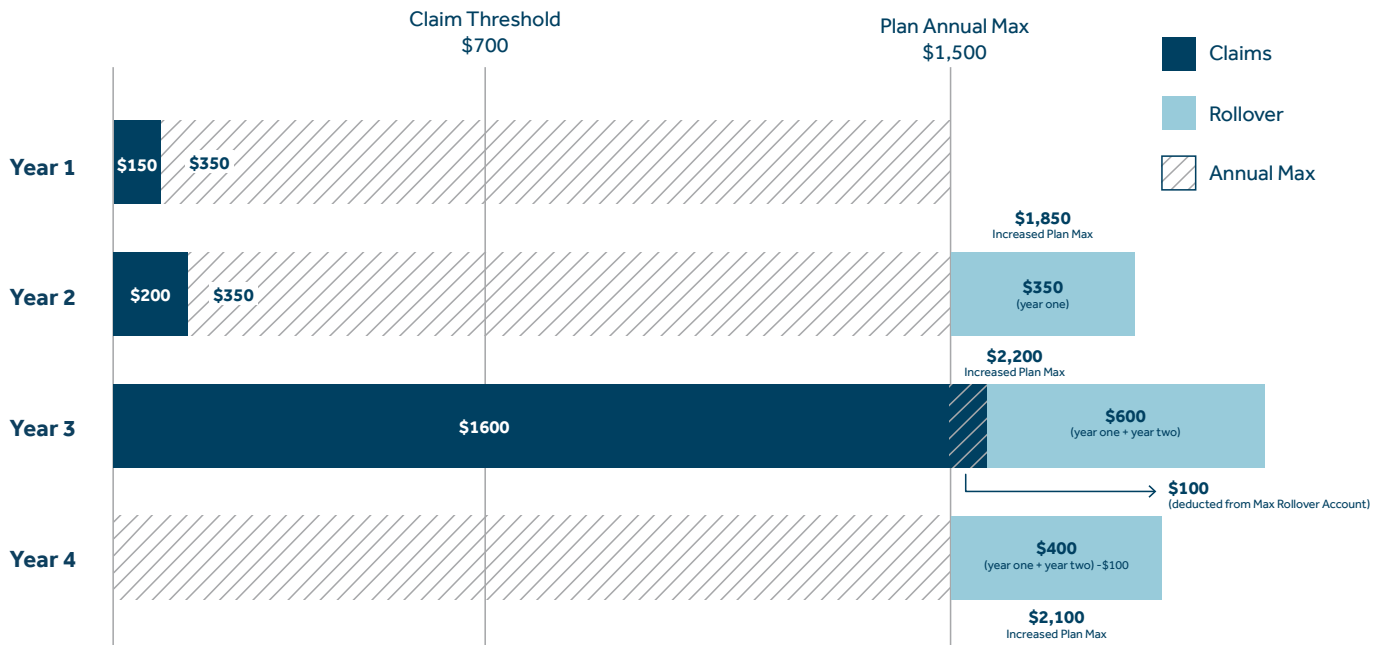 Claim Threshold
$700
Plan Annual Max
$1,500
Claims
Rollover
Annual Max
Year 1
$150
$350
$1,850
Increased Plan Max
Year 2
$200
$350
$350
(year one)
$2,200
Increased Plan Max
Year 3
$1600
$600
(year one + year two)
$100
(deducted from Max Rollover Account)
Year 4
$400
(year one + year two) -$100
$2,100
Increased Plan Max